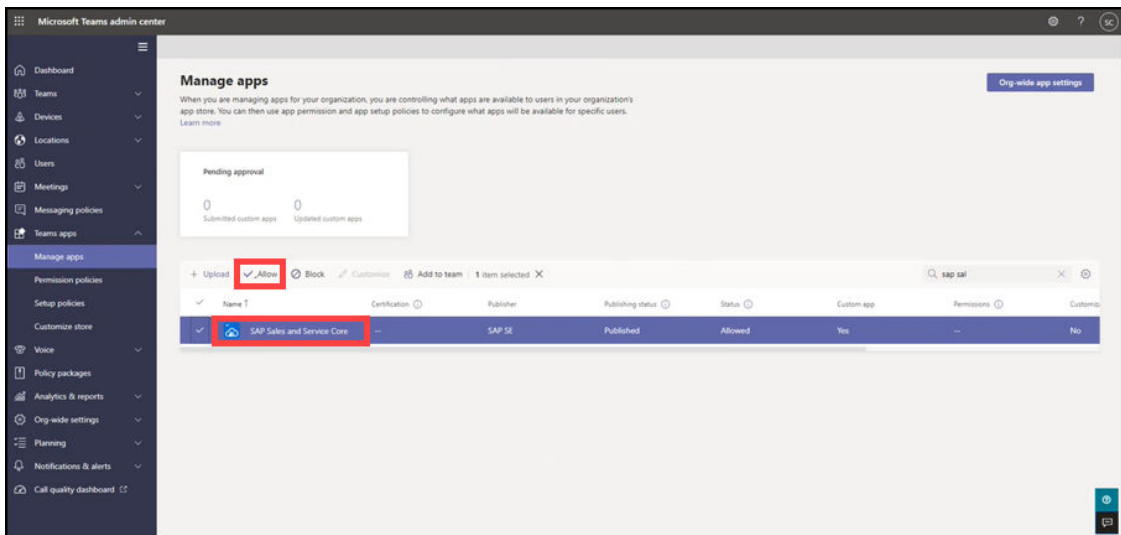 Microsoft Teams admin center
?
SC
Dashboard
Teams
Devices
Locations
Users
Meetings
Messaging policies
Teams apps
Manage apps
Permission policies
Setup policies
Customize store
Voice
Policy packages
Analytics & reports
Org-wide settings
Planning
Notifications & alerts
Call quality dashboard
Manage apps
Org-wide app settings
When you are managing apps for your organization, you are controlling what apps are available to users in your organization's
app store. You can then use app permission and app setup policies to configure what apps will be available for specific users.
Learn more
Pending approval
0 0
Submitted custom apps Updated custom apps
+ Upload Allow Block Customize Add to team 1 item selected X
sap sal
Name ↑ Certification Publisher Publishing status Status Custom app Permissions Customiz
SAP Sales and Service Core -- SAP SE Published Allowed Yes -- No